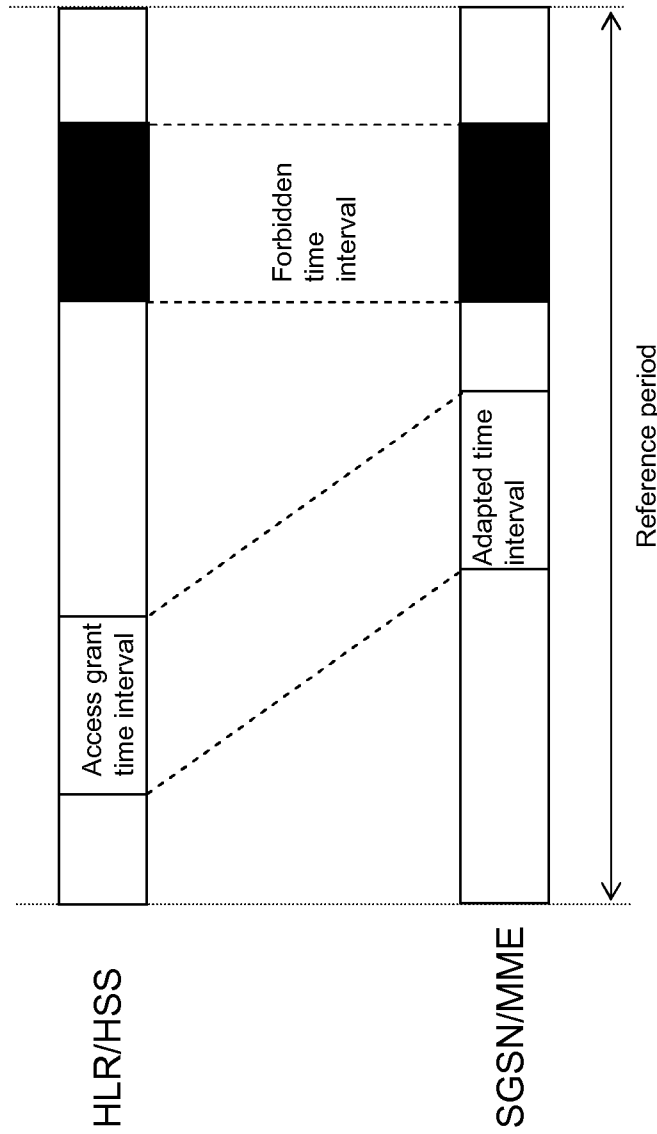 HLR/HSS
Access grant
time interval
Forbidden
time
interval
SGSN/MME
Adapted time
interval
Reference period